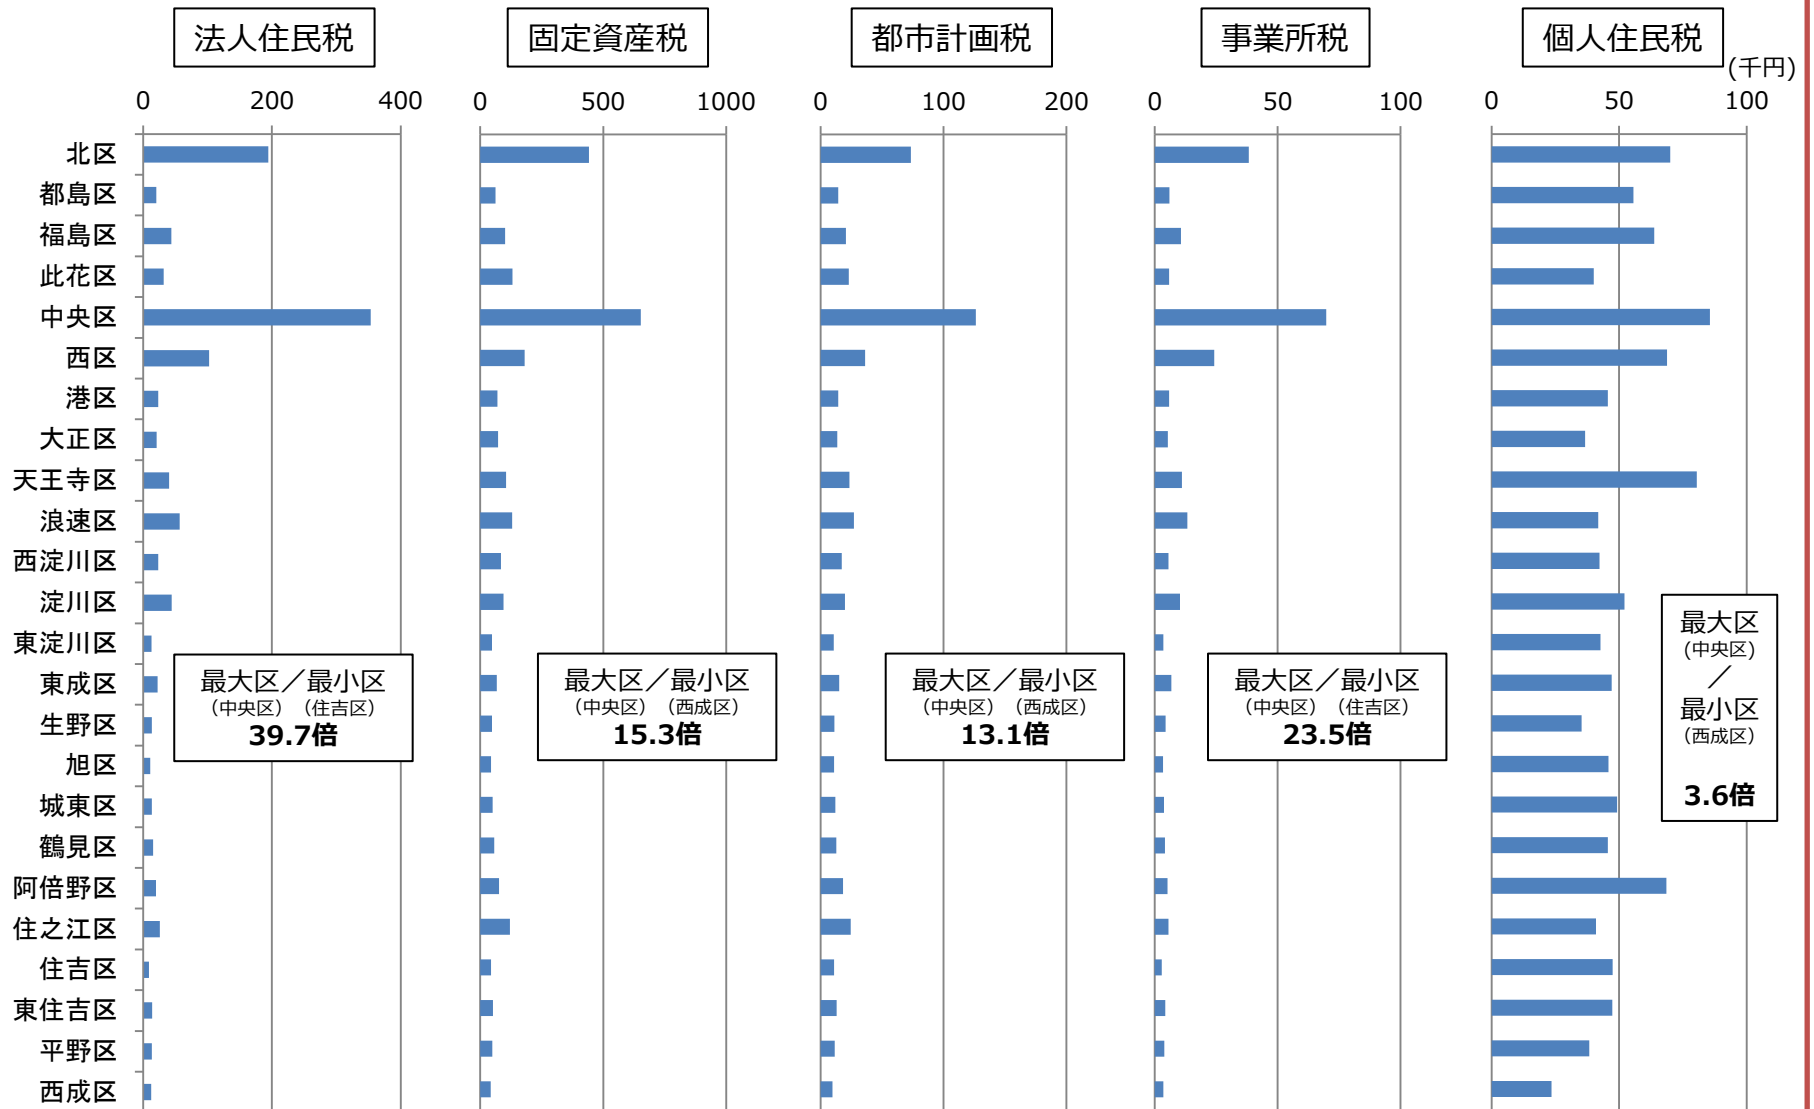 法人住民税
固定資産税
都市計画税
事業所税
個人住民税
(千円)
0 200 400
0 500 1000
0 100 200
0 50 100
0 50 100
北区
都島区
福島区
此花区
中央区
西区
港区
大正区
天王寺区
浪速区
西淀川区
淀川区
東淀川区
東成区
生野区
旭区
城東区
鶴見区
阿倍野区
住之江区
住吉区
東住吉区
平野区
西成区
最大区／最小区
（中央区）（住吉区）
39.7倍
最大区／最小区
（中央区）（西成区）
15.3倍
最大区／最小区
（中央区）（西成区）
13.1倍
最大区／最小区
（中央区）（住吉区）
23.5倍
最大区
（中央区）
／
最小区
（西成区）
3.6倍